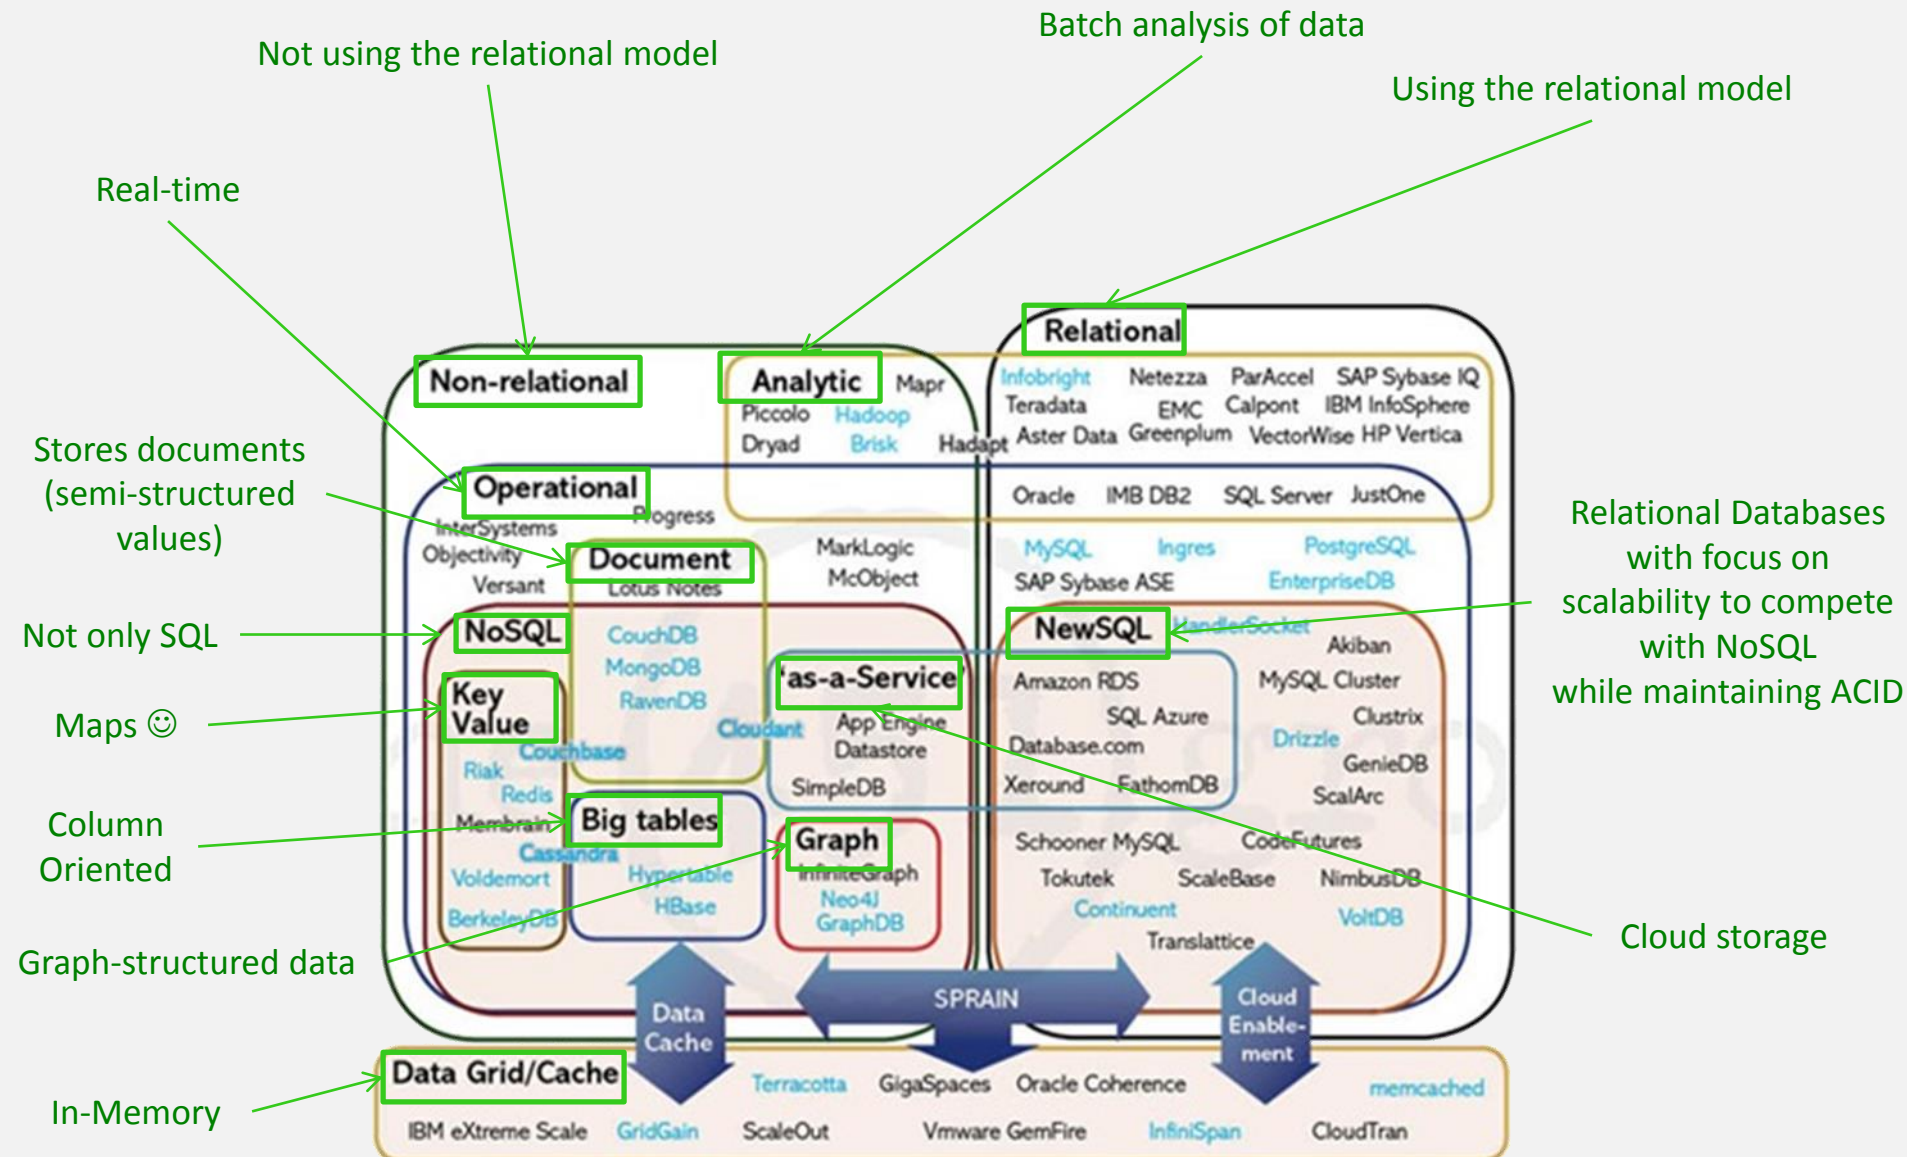 Batch analysis of data
Not using the relational model
Using the relational model
Real-time
Relational
Non-relational
Analytic
Mapr
Piccolo
Hadoop
Dryad
Brisk
Hadapt
Infobright
Netezza
ParAccel
SAP Sybase IQ
Teradata
EMC
Calpont
IBM InfoSphere
Aster Data
Greenplum
VectorWise
HP Vertica
Stores documents
(semi-structured
values)
Operational
InterSystems
Progress
Objectivity
Versant
Document
Lotus Notes
MarkLogic
McObject
Oracle
IMB DB2
SQL Server
JustOne
MySQL
Ingres
PostgreSQL
SAP Sybase ASE
EnterpriseDB
Relational Databases
with focus on
scalability to compete
with NoSQL
while maintaining ACID
Not only SQL
NoSQL
CouchDB
MongoDB
RavenDB
NewSQL
HandlerSocket
Akiban
Maps ☺
Key
Value
Couchbase
Cloudant
'as-a-Service'
App Engine
Datastore
SimpleDB
Amazon RDS
SQL Azure
Database.com
Xeround
FathomDB
MySQL Cluster
Clustrix
Drizzle
GenieDB
ScalArc
Riak
Redis
Membrain
Column
Oriented
Big tables
Cassandra
Voldemort
Hypertable
HBase
BerkeleyDB
Graph
InfiniteGraph
Neo4J
GraphDB
Schooner MySQL
CodeFutures
Tokutek
ScaleBase
NimbusDB
Continuent
VoltDB
Translattice
Graph-structured data
Cloud storage
Data
Cache
SPRAIN
Cloud
Enable-
ment
In-Memory
Data Grid/Cache
Terracotta
GigaSpaces
Oracle Coherence
memcached
IBM eXtreme Scale
GridGain
ScaleOut
Vmware GemFire
InfiniSpan
CloudTran